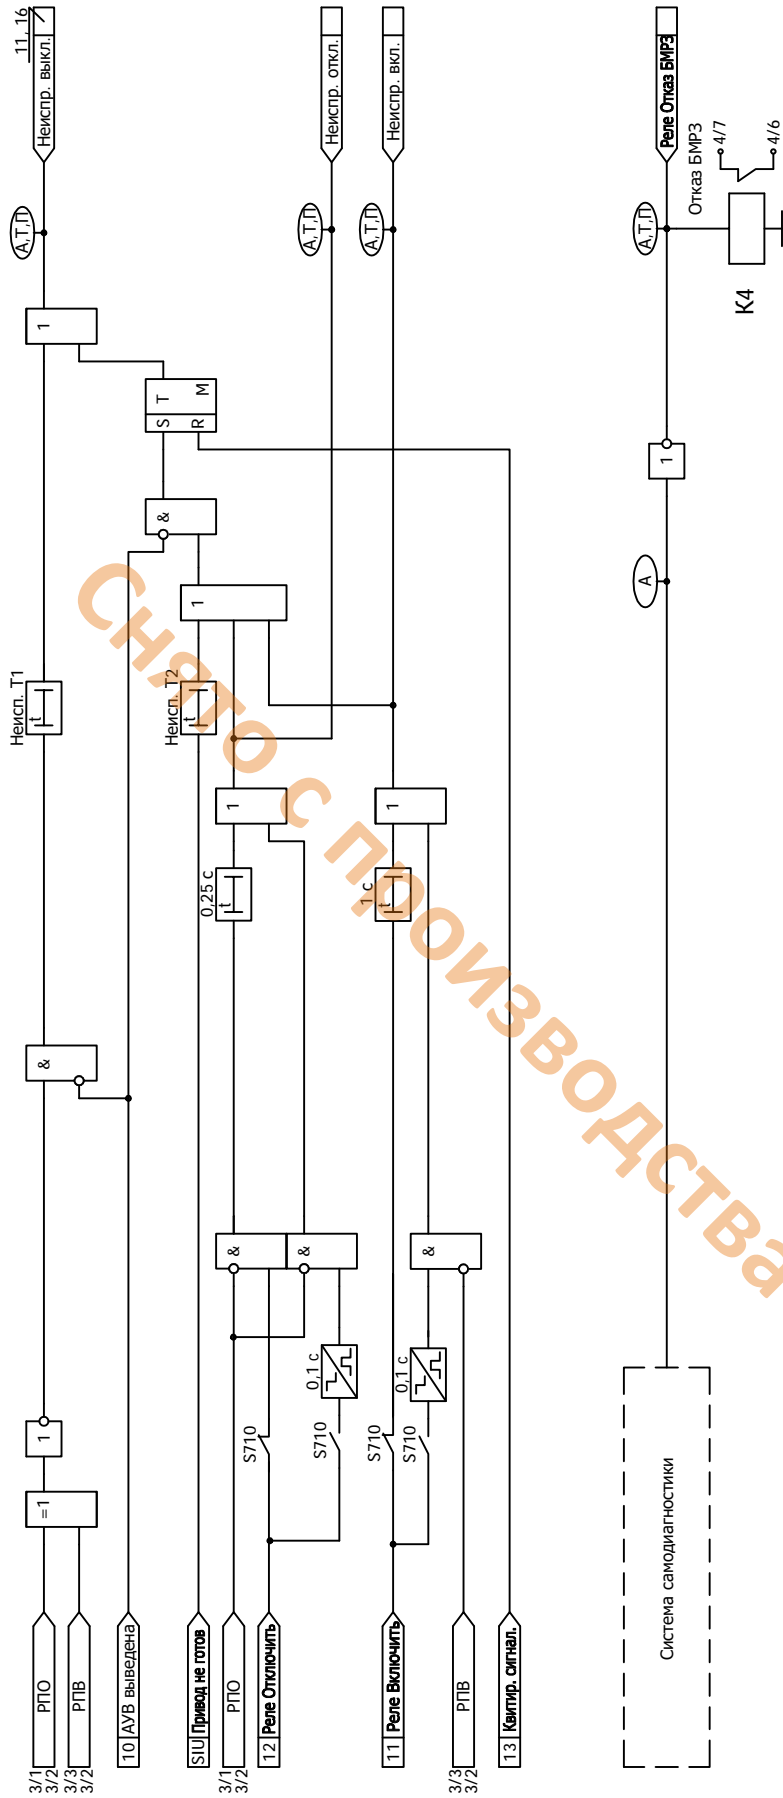 11, 16
Неиспр. выкл.
Неиспр. откл.
Неиспр. вкл.
Реле Отказ БМРЗ
А,Т,П
А,Т,П
А,Т,П
А,Т,П
Отказ БМРЗ
4/7
4/6
К4
1
S T
R M
&
1
1
А
Неисп. Т1
t
Неисп. Т2
t
1
1
0,25 с
t
1 с
t
&
&
&
&
0,1 с
0,1 с
S710
S710
S710
S710
1
=1
3/1
3/2
РПО
3/3
3/2
РПВ
10 АУВ выведена
SIU Привод не готов
3/1
3/2
РПО
12 Реле Отключить
11 Реле Включить
3/3
3/2
РПВ
13 Квитир. сигнал.
Система самодиагностики
Снято с производства